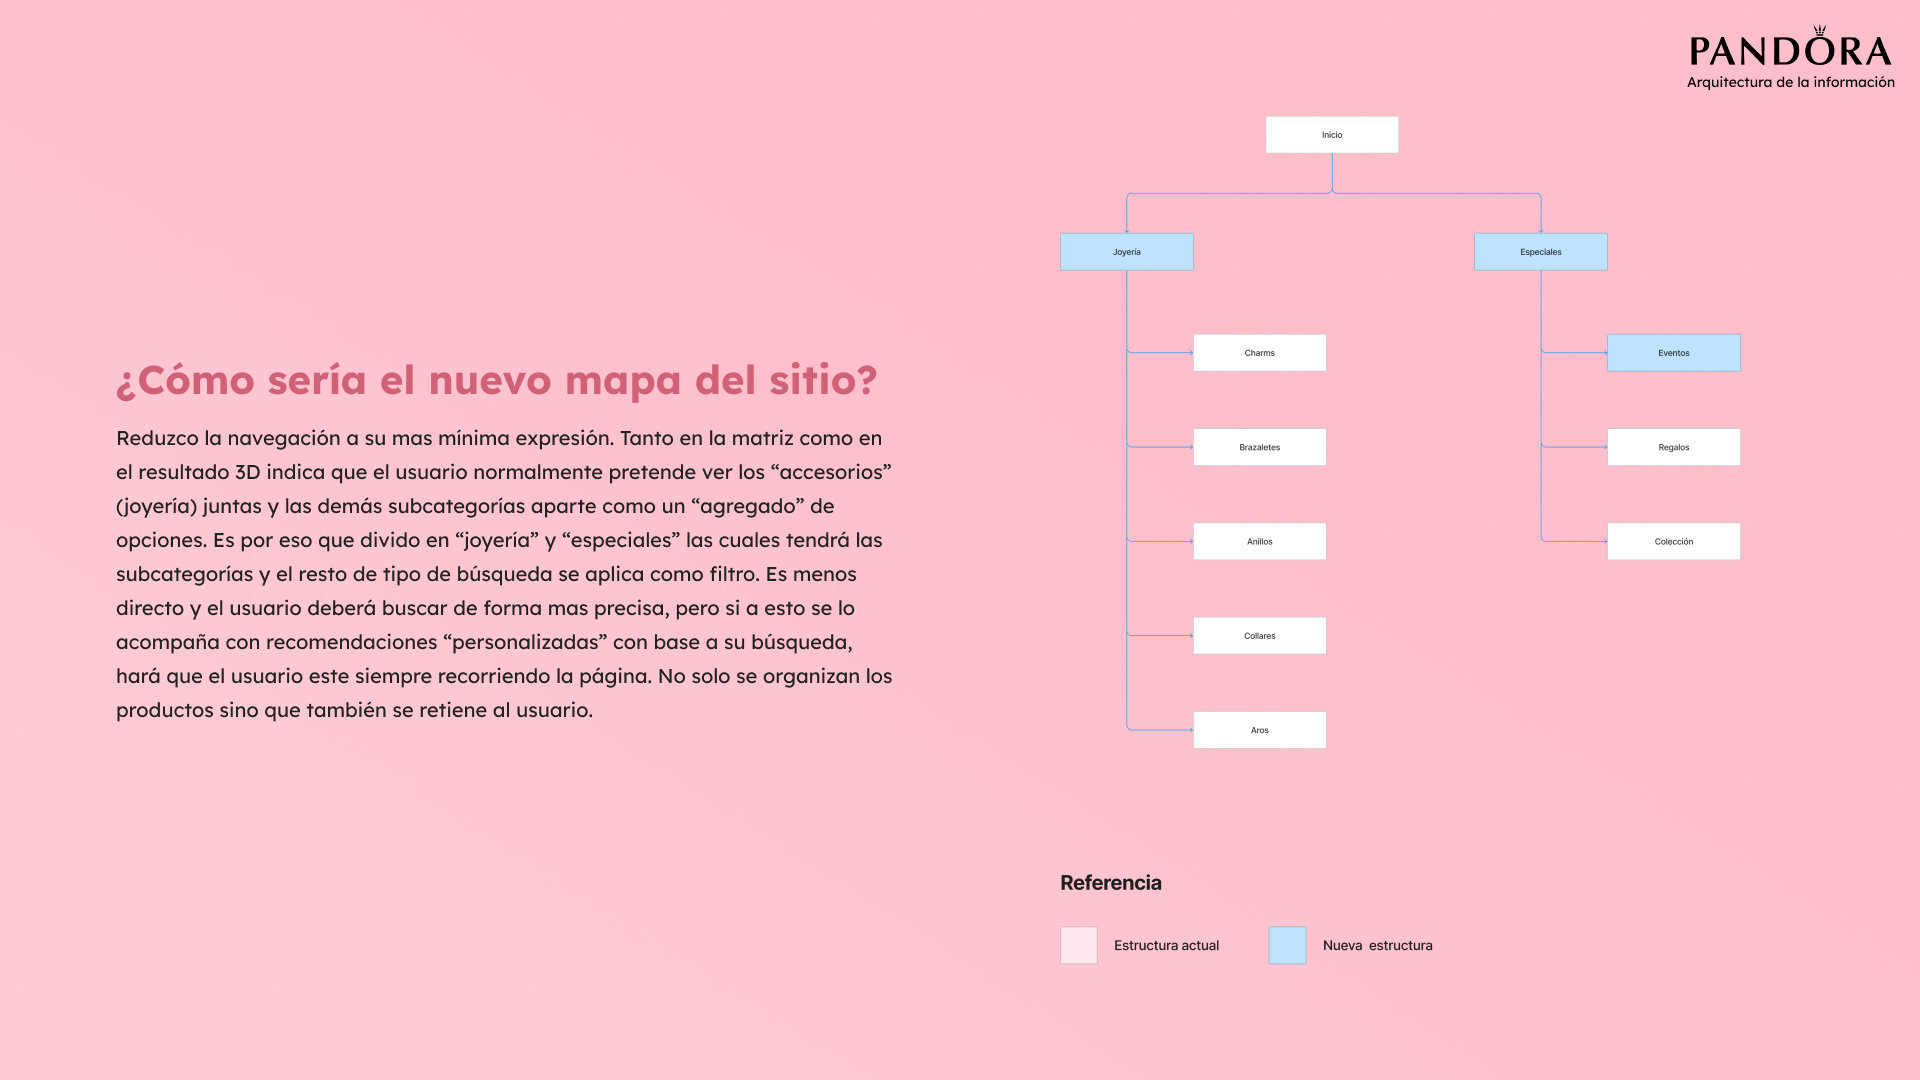 PANDORA
Arquitectura de la información
¿Cómo sería el nuevo mapa del sitio?
Reduzco la navegación a su mas mínima expresión. Tanto en la matriz como en
el resultado 3D indica que el usuario normalmente pretende ver los “accesorios”
(joyería) juntas y las demás subcategorías aparte como un “agregado” de
opciones. Es por eso que divido en “joyería” y “especiales” las cuales tendrá las
subcategorías y el resto de tipo de búsqueda se aplica como filtro. Es menos
directo y el usuario deberá buscar de forma mas precisa, pero si a esto se lo
acompaña con recomendaciones “personalizadas” con base a su búsqueda,
hará que el usuario este siempre recorriendo la página. No solo se organizan los
productos sino que también se retiene al usuario.
Inicio
Joyería
Especiales
Charms
Eventos
Brazaletes
Regalos
Anillos
Colección
Collares
Aros
Referencia
Estructura actual
Nueva estructura